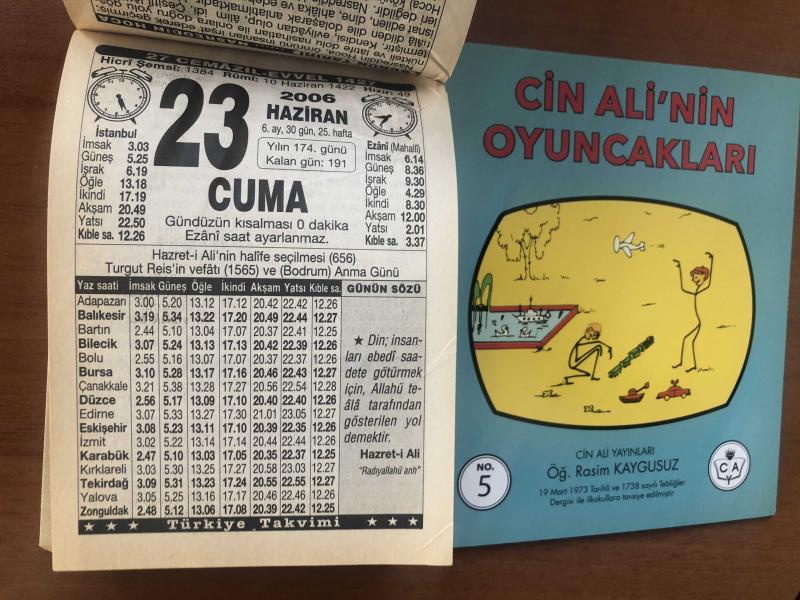 NASREDDİN HOCA
27 CEMÂZİL-EVVEL 1427
Hicrî Şemsî: 1384 Rûmî: 10 Haziran 1422 Hızır: 49
23
2006
HAZİRAN
6. ay, 30 gün, 25. hafta
Yılın 174. günü
Kalan gün: 191
CUMA
Gündüzün kısalması 0 dakika
Ezânî saat ayarlanmaz.
İstanbul
İmsak 3.03
Güneş 5.25
İşrak 6.19
Öğle 13.18
İkindi 17.19
Akşam 20.49
Yatsı 22.50
Kıble sa. 12.26
Ezânî (Mahallî)
İmsak 6.14
Güneş 8.36
İşrak 9.30
Öğle 4.29
İkindi 8.30
Akşam 12.00
Yatsı 2.01
Kıble sa. 3.37
Hazret-i Ali'nin halîfe seçilmesi (656)
Turgut Reis'in vefâtı (1565) ve (Bodrum) Anma Günü
Yaz saati İmsak Güneş Öğle İkindi Akşam Yatsı Kıble sa.
Adapazarı 3.00 5.20 13.12 17.12 20.42 22.42 12.26
Balıkesir 3.19 5.34 13.22 17.20 20.49 22.44 12.27
Bartın 2.44 5.10 13.04 17.07 20.37 22.41 12.25
Bilecik 3.07 5.24 13.13 17.13 20.42 22.39 12.26
Bolu 2.55 5.16 13.07 17.07 20.37 22.37 12.26
Bursa 3.10 5.28 13.17 17.16 20.46 22.43 12.27
Çanakkale 3.21 5.38 13.28 17.27 20.56 22.54 12.28
Düzce 2.56 5.17 13.09 17.10 20.40 22.40 12.26
Edirne 3.07 5.33 13.27 17.30 21.01 23.05 12.27
Eskişehir 3.08 5.23 13.11 17.10 20.39 22.35 12.26
İzmit 3.02 5.22 13.14 17.14 20.44 22.44 12.26
Karabük 2.47 5.10 13.03 17.05 20.35 22.37 12.25
Kırklareli 3.03 5.30 13.25 17.27 20.58 23.03 12.27
Tekirdağ 3.09 5.31 13.23 17.24 20.55 22.55 12.27
Yalova 3.05 5.25 13.16 17.17 20.46 22.46 12.26
Zonguldak 2.48 5.12 13.06 17.08 20.39 22.42 12.25
GÜNÜN SÖZÜ
★ Din; insan-
ları ebedî saa-
dete götürmek
için, Allahü te-
âlâ tarafından
gösterilen yol
demektir.
Hazret-i Ali
"Radıyallahü anh"
★ ★ ★ Türkiye Takvimi ★ ★ ★
CİN ALİ'NİN
OYUNCAKLARI
CİN ALİ YAYINLARI
Öğ. Rasim KAYGUSUZ
19 Mart 1973 Tarihli ve 1738 sayılı Tebliğler
Dergisi ile ilkokullara tavsiye edilmiştir
NO.
5
C A